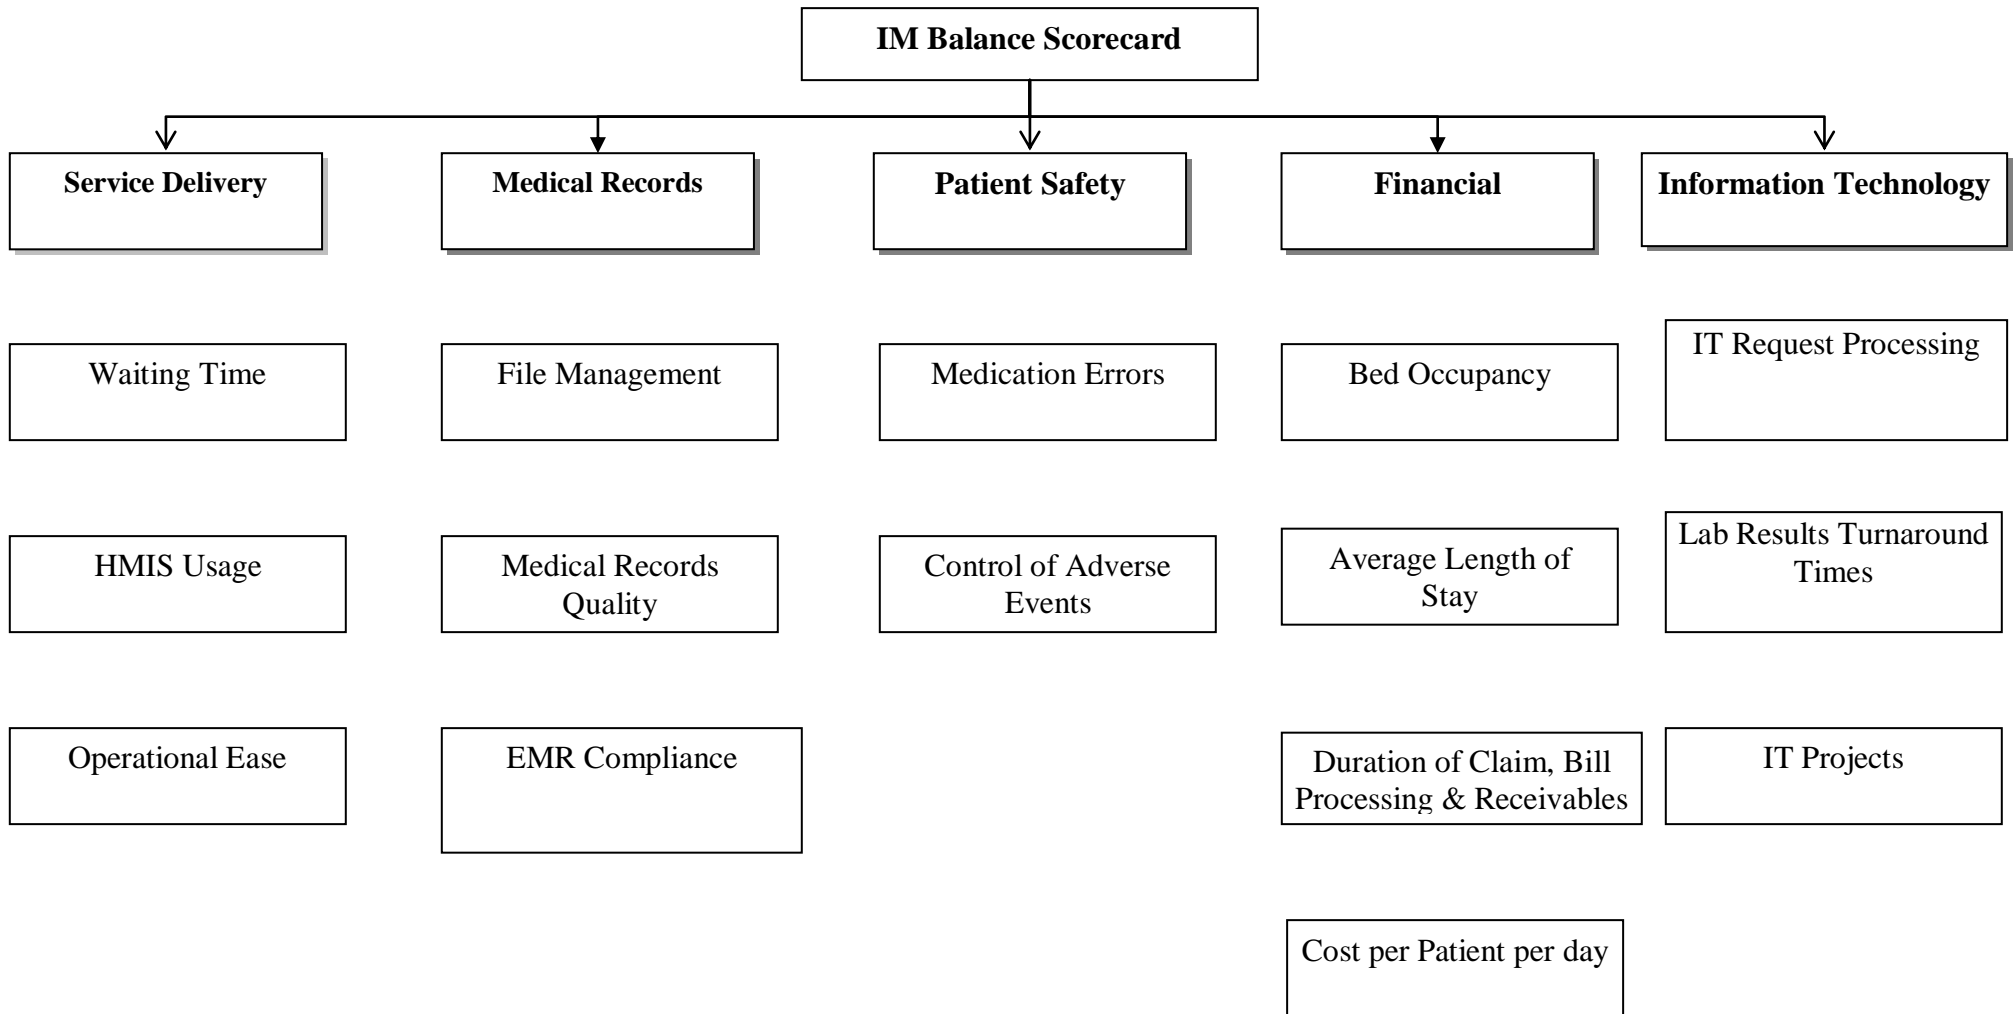 IM Balance Scorecard
Service Delivery
Medical Records
Patient Safety
Financial
Information Technology
Waiting Time
File Management
Medication Errors
Bed Occupancy
IT Request Processing
HMIS Usage
Medical Records
Quality
Control of Adverse
Events
Average Length of
Stay
Lab Results Turnaround
Times
Operational Ease
EMR Compliance
Duration of Claim, Bill
Processing & Receivables
IT Projects
Cost per Patient per day